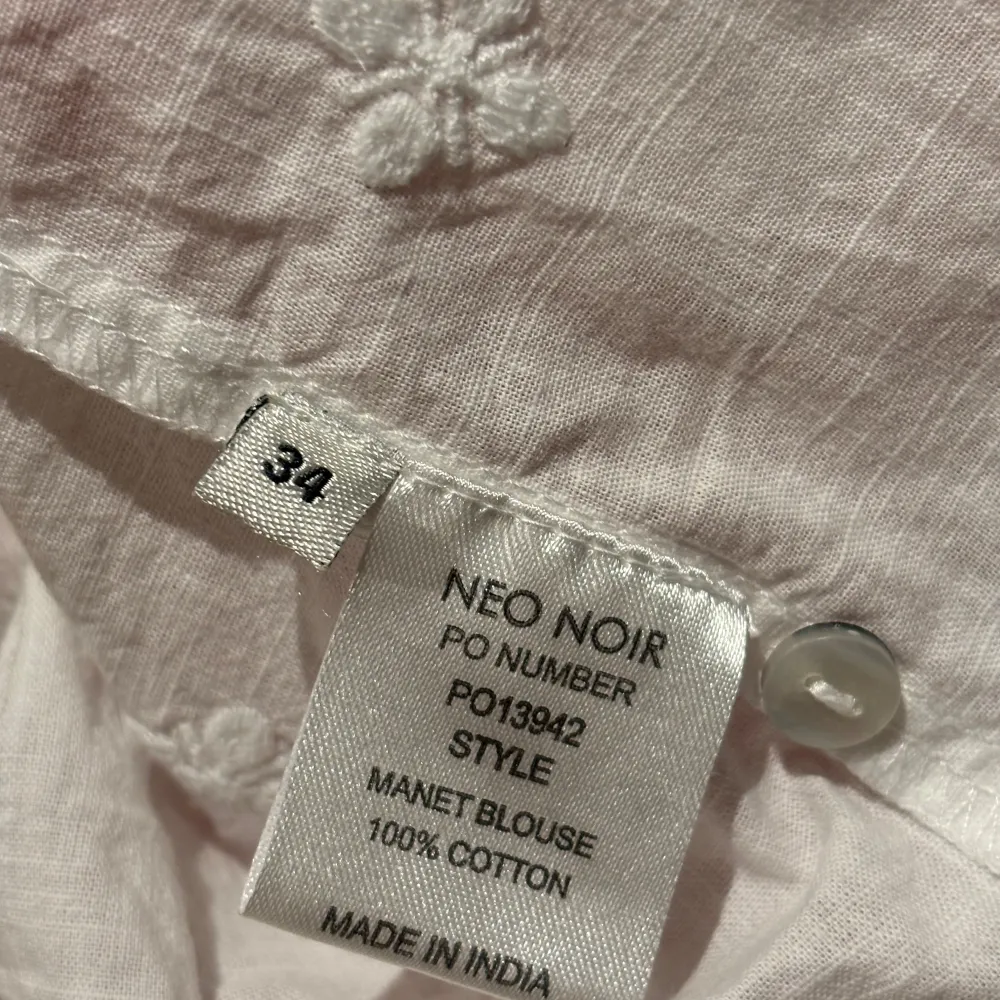 34
NEO NOIR
PO NUMBER
PO13942
STYLE
MANET BLOUSE
100% COTTON
MADE IN INDIA